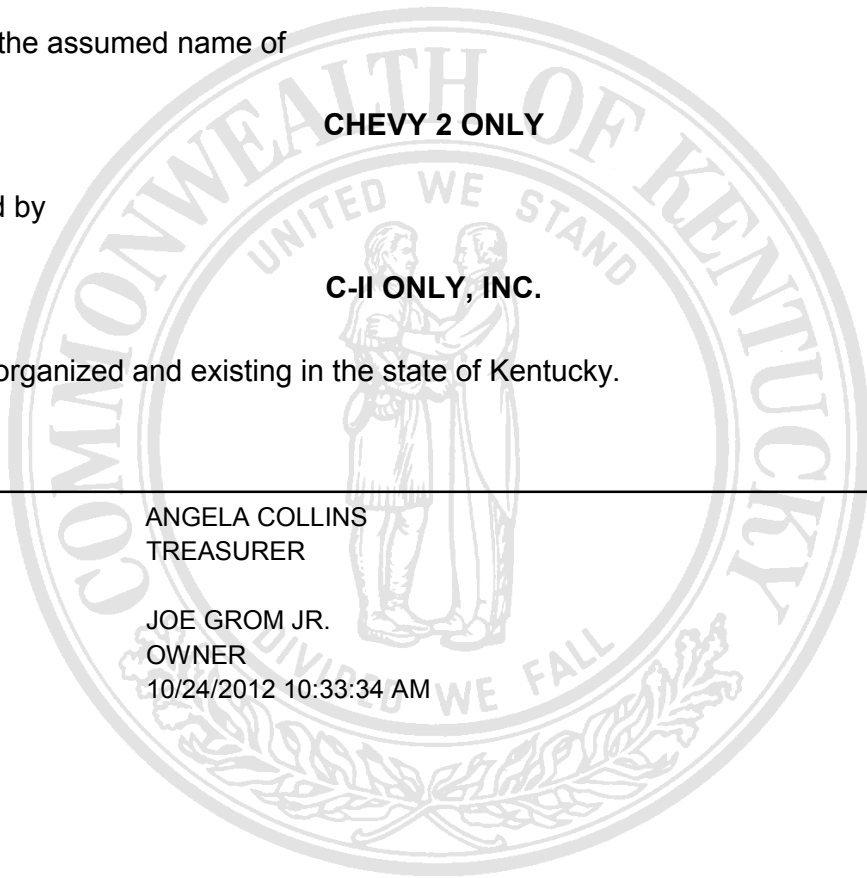 the assumed name of
CHEVY 2 ONLY
d by
C-II ONLY, INC.
organized and existing in the state of Kentucky.
ANGELA COLLINS
TREASURER
JOE GROM JR.
OWNER
10/24/2012 10:33:34 AM
COMMONWEALTH OF KENTUCKY
UNITED WE STAND
DIVIDED WE FALL